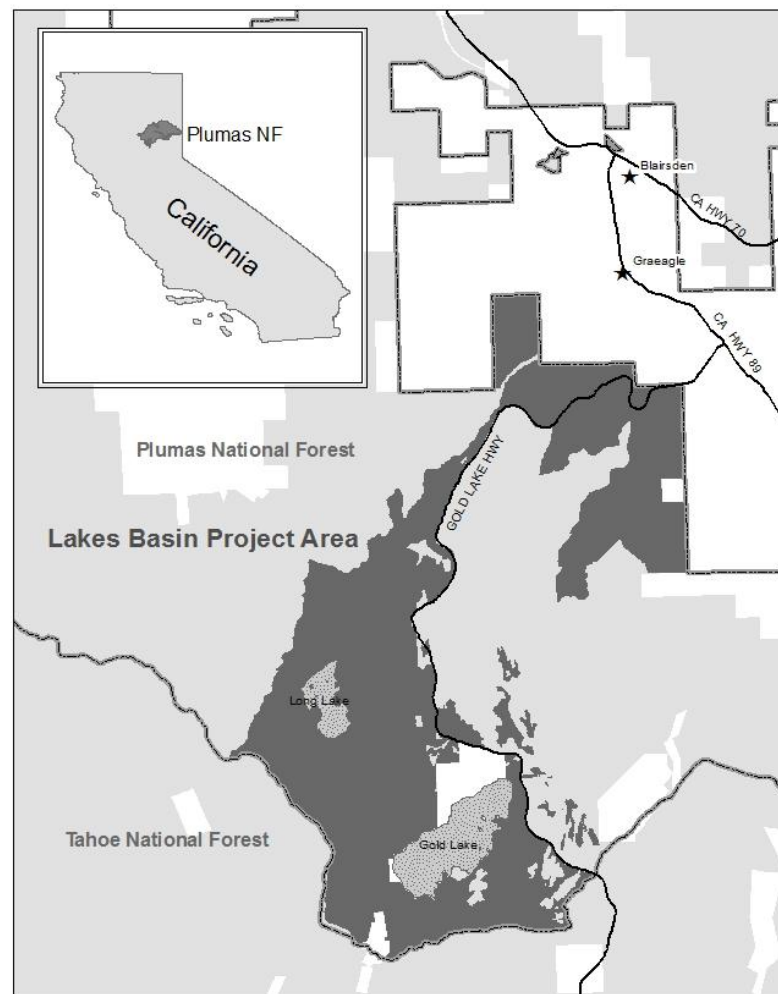 Plumas NF
California
Blairsden
CA HWY 70
Graeagle
CA HWY 89
Plumas National Forest
GOLD LAKE HWY
Lakes Basin Project Area
Long Lake
Tahoe National Forest
Gold Lake